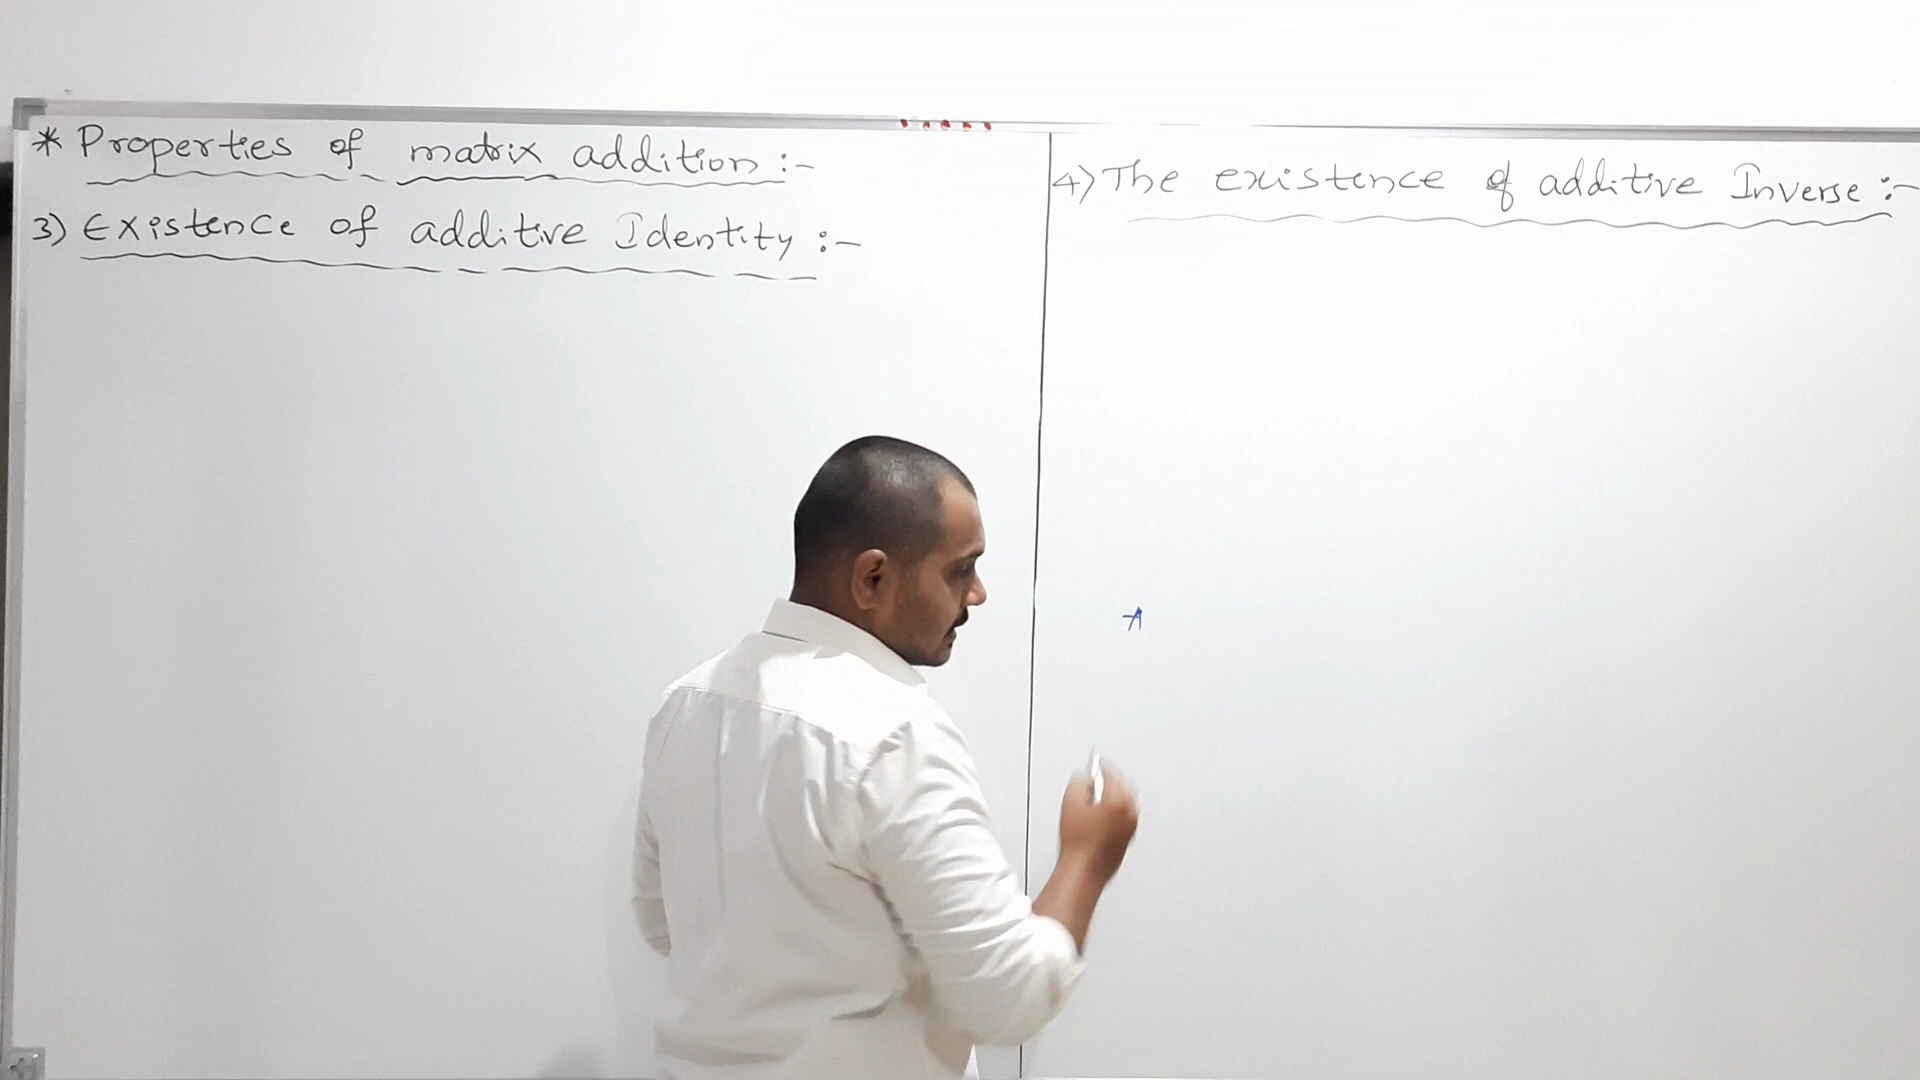 * Properties of matrix addition :-
3) Existence of additive Identity :-
4) The existence of additive Inverse :-
A